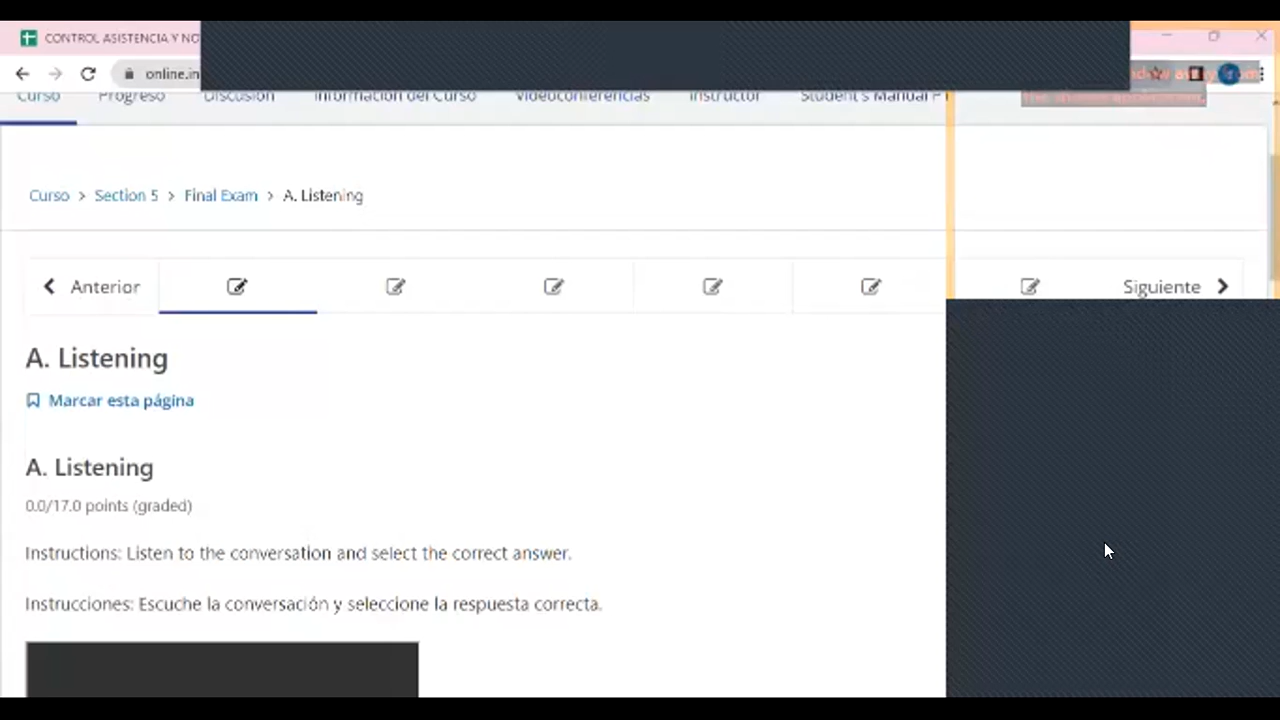 CONTROL ASISTENCIA Y NO
online.in
Curso Progreso Discusión Información del Curso Videoconferencias Instructor Student's Manual P1
Curso > Section 5 > Final Exam > A. Listening
Anterior
Siguiente
A. Listening
Marcar esta página
A. Listening
0.0/17.0 points (graded)
Instructions: Listen to the conversation and select the correct answer.
Instrucciones: Escuche la conversación y seleccione la respuesta correcta.